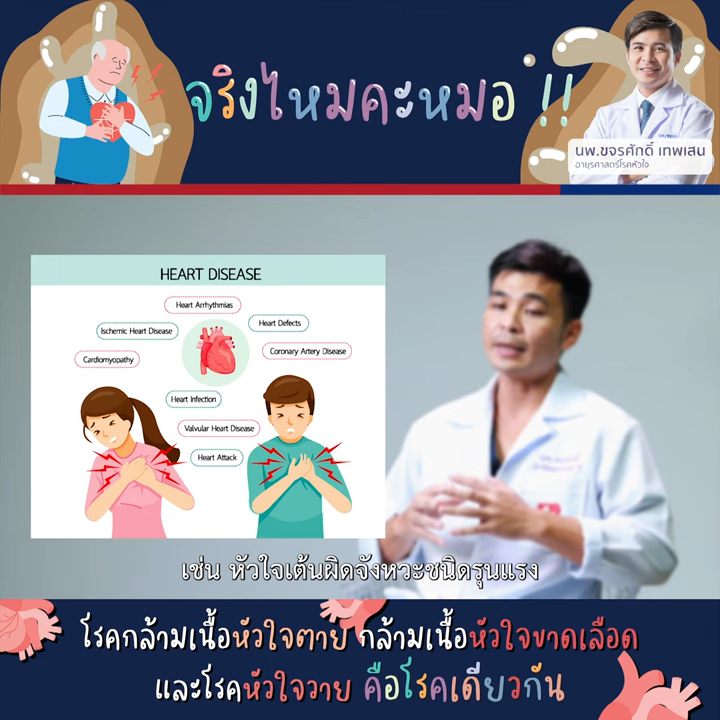 จริงไหมคะหมอ !!
นพ.ขจรศักดิ์ เทพเสน
อายุรศาสตร์โรคหัวใจ
HEART DISEASE
Heart Arrhythmias
Ischemic Heart Disease
Heart Defects
Cardiomyopathy
Coronary Artery Disease
Heart Infection
Valvular Heart Disease
Heart Attack
เช่น หัวใจเต้นผิดจังหวะชนิดรุนแรง
โรคกล้ามเนื้อหัวใจตาย กล้ามเนื้อหัวใจขาดเลือด
และโรคหัวใจวาย คือโรคเดียวกัน